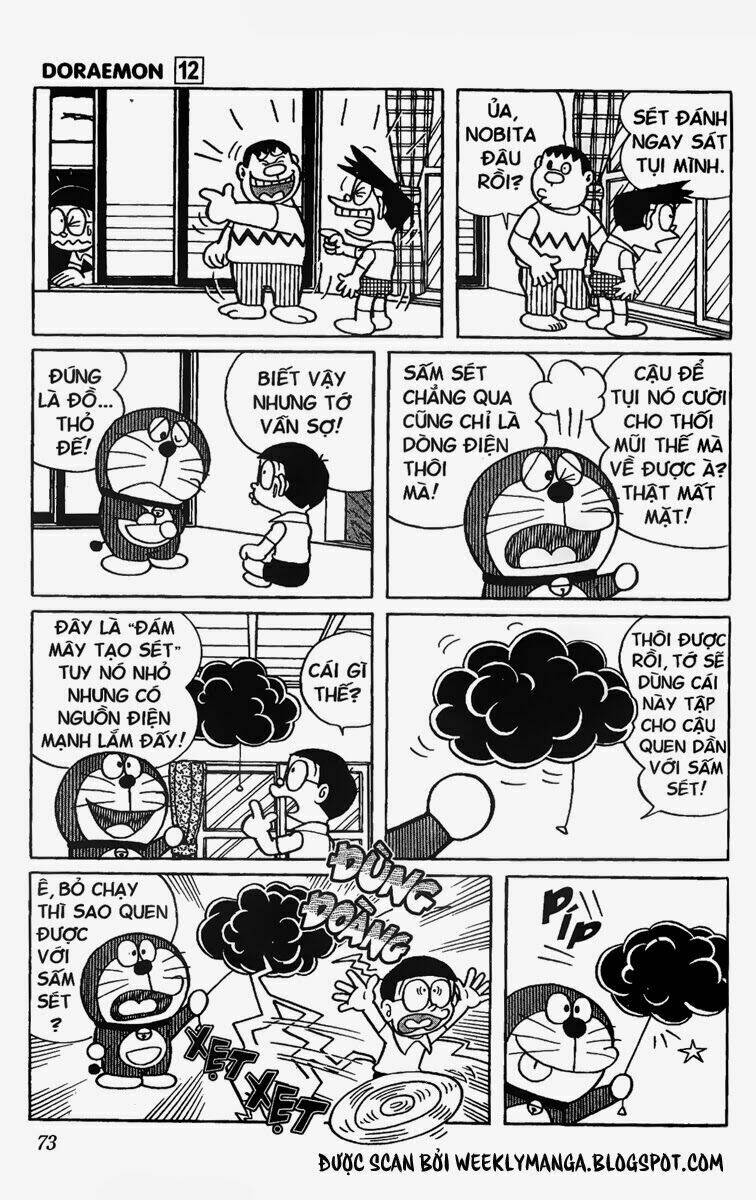 DORAEMON 12
SÉT ĐÁNH
NGAY SÁT
TỤI MÌNH.
ỦA,
NOBITA
ĐÂU
RỒI?
ĐÚNG
LÀ ĐỒ...
THỎ
ĐẾ!
BIẾT VẬY
NHƯNG TỚ
VẪN SỢ!
SẤM SÉT
CHẲNG QUA
CŨNG CHỈ LÀ
DÒNG ĐIỆN
THÔI
MÀ!
CẬU ĐỂ
TỤI NÓ CƯỜI
CHO THỐI
MŨI THẾ MÀ
VỀ ĐƯỢC À?
THẬT MẤT
MẶT!
ĐÂY LÀ "ĐÁM
MÂY TẠO SÉT"
TUY NÓ NHỎ
NHƯNG CÓ
NGUỒN ĐIỆN
MẠNH LẮM ĐẤY!
CÁI GÌ
THẾ?
THÔI ĐƯỢC
RỒI, TỚ SẼ
DÙNG CÁI
NÀY TẬP
CHO CẬU
QUEN DẦN
VỚI SẤM
SÉT!
Ê, BỎ CHẠY
THÌ SAO QUEN
ĐƯỢC
VỚI
SẤM
SÉT
?
ĐÙNG
ĐOÀNG
XẸT XẸT
PÍP
73
ĐƯỢC SCAN BỞI WEEKLYMANGA.BLOGSPOT.COM